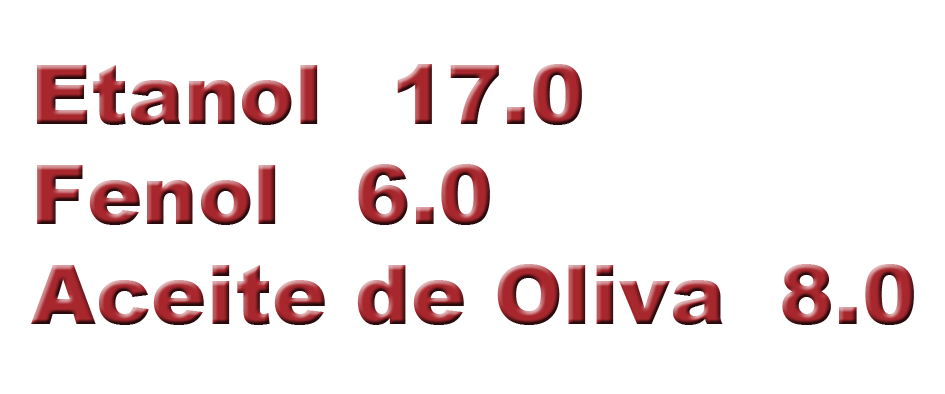 Etanol 17.0
Fenol 6.0
Aceite de Oliva 8.0